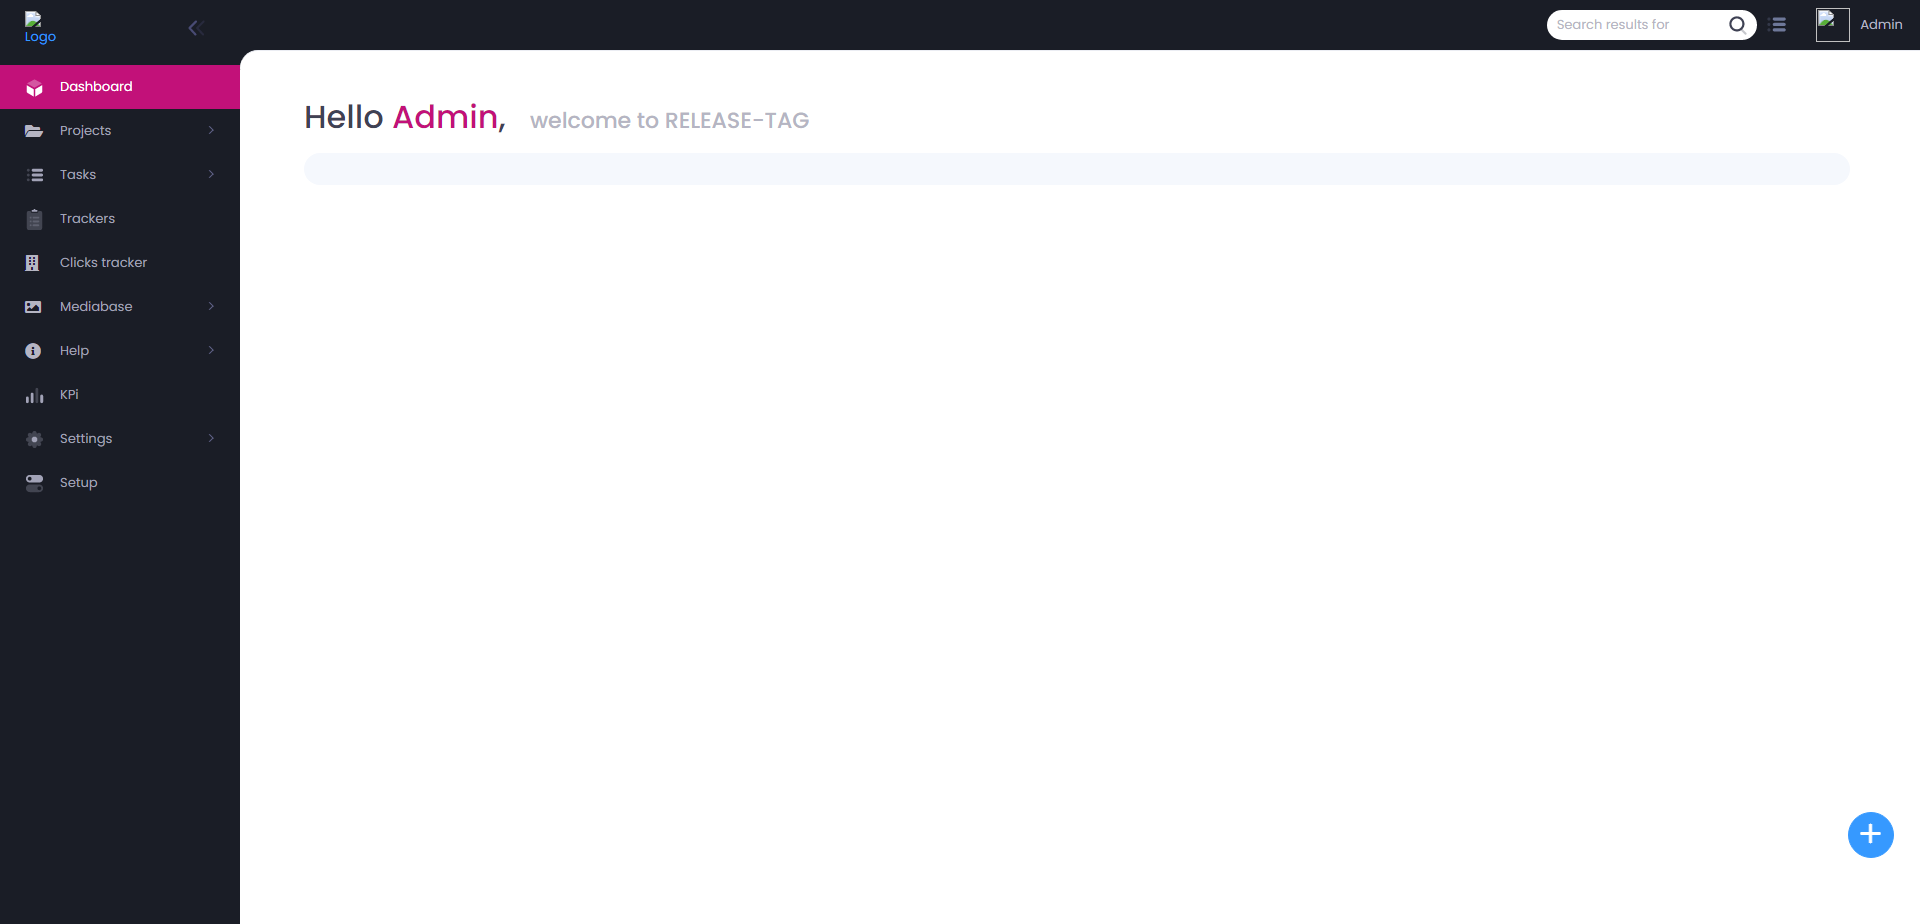 Logo
Search results for
Admin
Dashboard
Projects
Tasks
Trackers
Clicks tracker
Mediabase
Help
KPi
Settings
Setup
Hello Admin, welcome to RELEASE-TAG